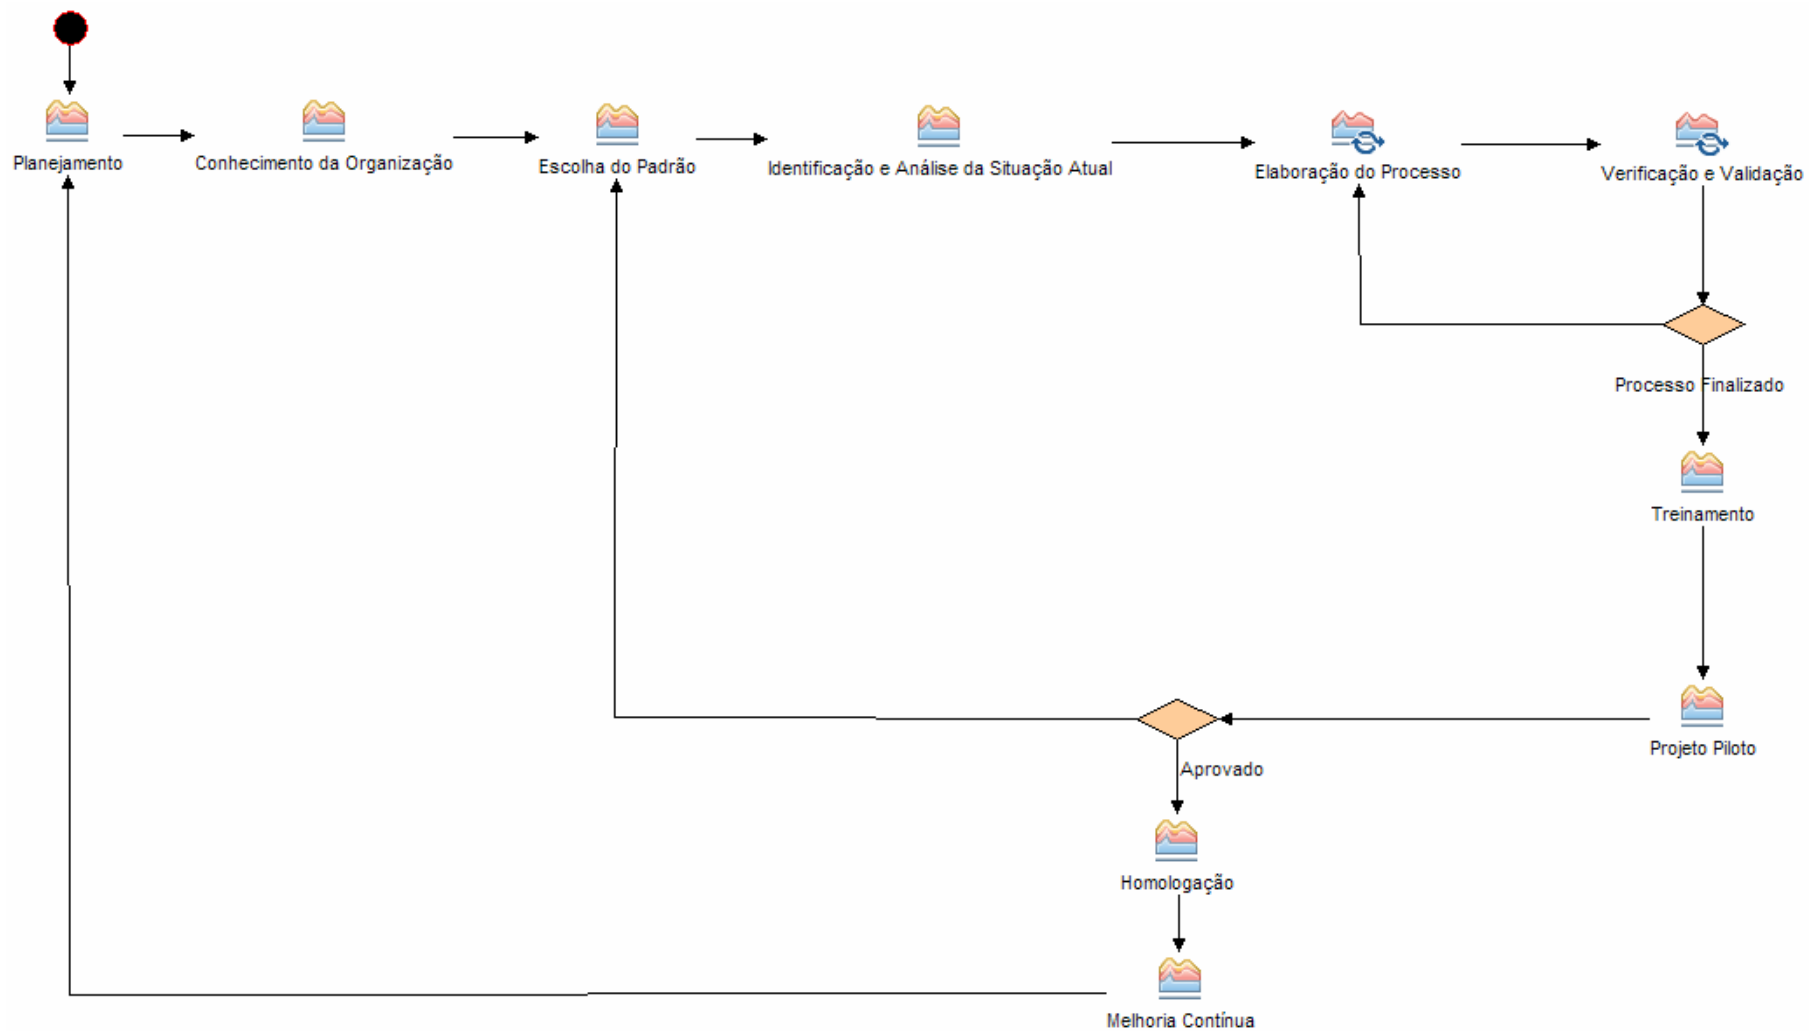 Planejamento
Conhecimento da Organização
Escolha do Padrão
Identificação e Análise da Situação Atual
Elaboração do Processo
Verificação e Validação
Processo Finalizado
Treinamento
Projeto Piloto
Aprovado
Homologação
Melhoria Contínua